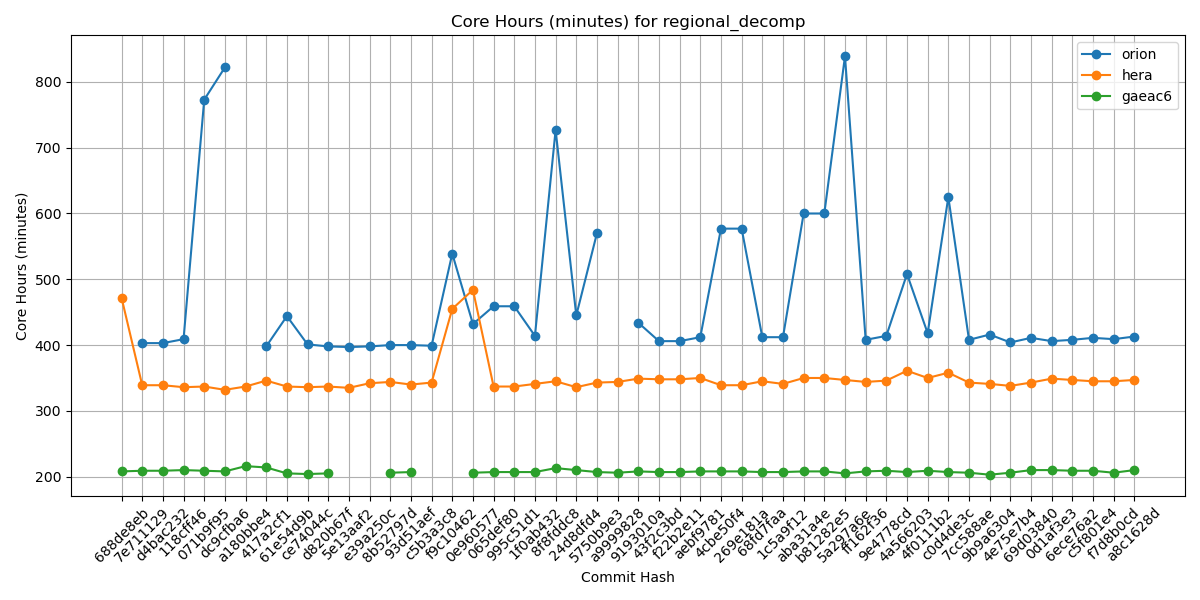 Core Hours (minutes) for regional_decomp
orion
hera
gaeac6
Core Hours (minutes)
800
700
600
500
400
300
200
688de8eb
7e711129
d4bac232
118cff46
071b9f95
dc9cfba6
a180bbe4
417a2cf1
61e54d9b
ce74044c
d820b67f
5e13aaf2
e39a250c
8b52797d
93d51aef
c5b3a3c8
f9c10462
0e960577
065def80
995c51d1
1f0ab432
8f8fddc8
24d8dfd4
5750b9e3
a9999828
9193010a
43f253bd
f22b2e11
aebf9781
4cbe50f4
269e181a
68fd7faa
1c5a9f12
aba31a4e
b81282e5
5a297a6e
ff162f36
9e4778cd
4a566203
4f011b2
c0d4de3c
7cc588ae
9b9a6304
4e75e7b4
69d03840
0d1af3e3
6ece76a2
c5f801e4
f7d8b0cd
a8c1628d
Commit Hash